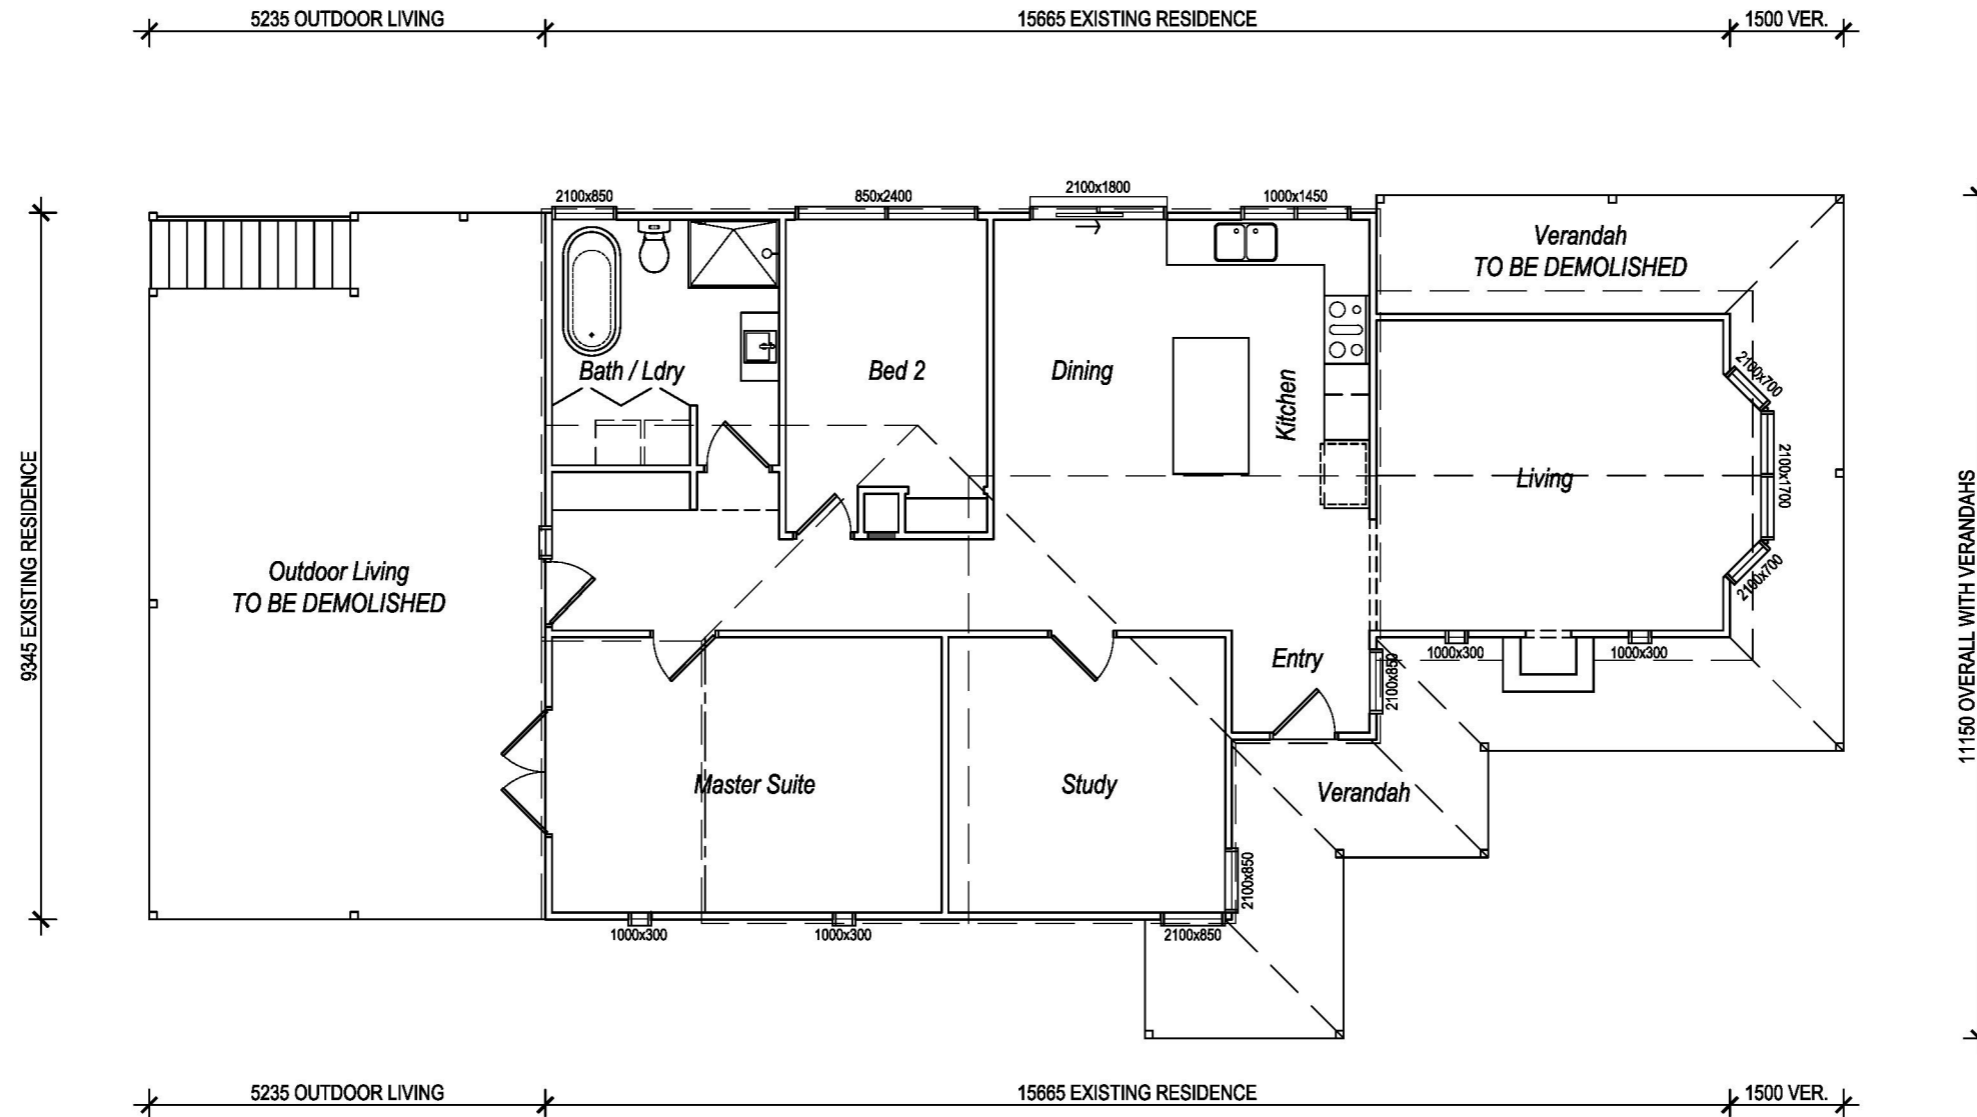 5235 OUTDOOR LIVING
15665 EXISTING RESIDENCE
1500 VER.
2100x850
850x2400
2100x1800
1000x1450
Verandah
TO BE DEMOLISHED
Bath / Ldry
Bed 2
Dining
Kitchen
2100x700
2100x1700
2100x700
Living
9345 EXISTING RESIDENCE
11150 OVERALL WITH VERANDAHS
Outdoor Living
TO BE DEMOLISHED
Entry
2100x850
1000x300
1000x300
Master Suite
Study
Verandah
2100x850
1000x300
1000x300
2100x850
5235 OUTDOOR LIVING
15665 EXISTING RESIDENCE
1500 VER.